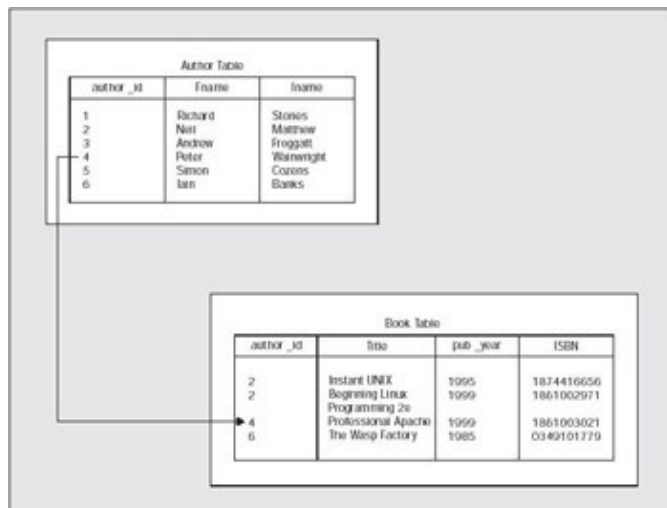 Author Table
author_id Fname lname
1 Richard Stones
2 Neil Matthew
3 Andrew Froggatt
4 Peter Wainwright
5 Simon Cozens
6 Iain Banks
Book Table
author_id Title pub_year ISBN
2 Instant UNIX 1995 1874416656
2 Beginning Linux 1999 1861002971
Programming 2e
4 Professional Apache 1999 1861003021
6 The Wasp Factory 1985 0349101779